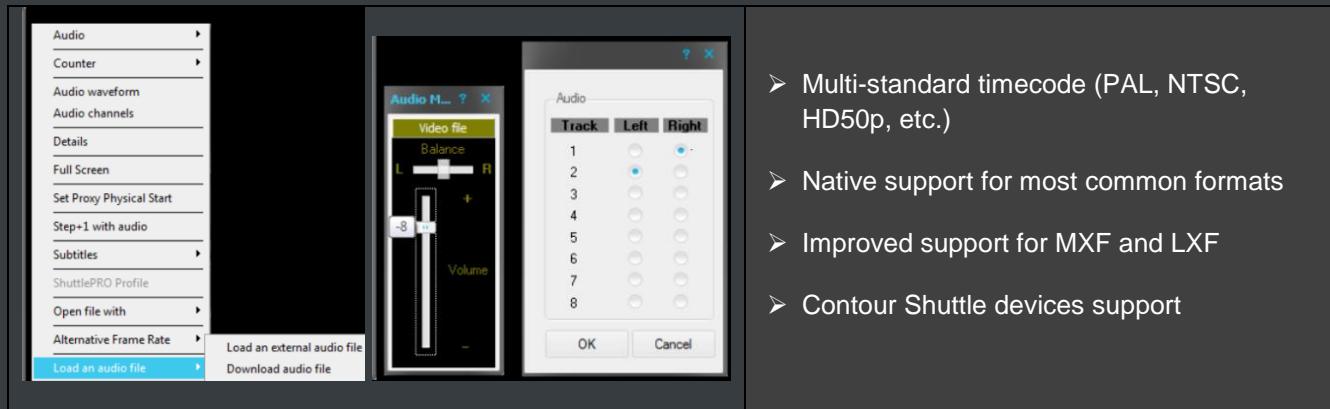 Audio
Counter
Audio waveform
Audio channels
Details
Full Screen
Set Proxy Physical Start
Step+1 with audio
Subtitles
ShuttlePRO Profile
Open file with
Alternative Frame Rate
Load an audio file
Load an external audio file
Download audio file
Audio M... ? ×
Video file
Balance
L R
+
-8
Volume
-
? ×
Audio
Track Left Right
1
2
3
4
5
6
7
8
OK Cancel
➢ Multi-standard timecode (PAL, NTSC,
HD50p, etc.)
➢ Native support for most common formats
➢ Improved support for MXF and LXF
➢ Contour Shuttle devices support